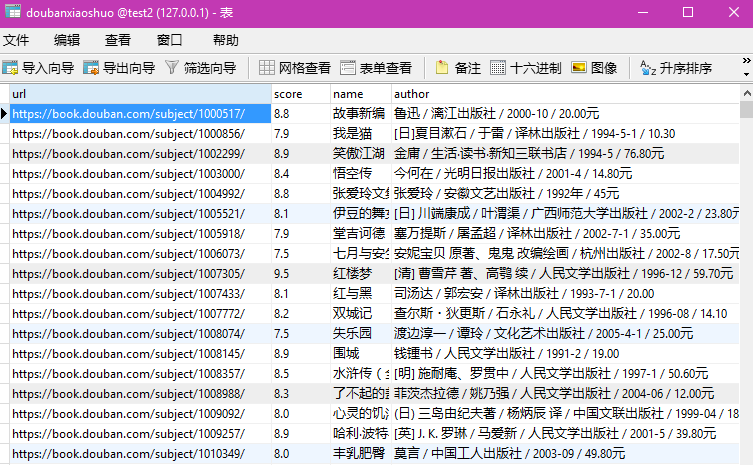 doubanxiaoshuo @test2 (127.0.0.1) - 表
文件 编辑 查看 窗口 帮助
导入向导 导出向导 筛选向导 网格查看 表单查看 备注 十六进制 图像 升序排序
url score name author
https://book.douban.com/subject/1000517/ 8.8 故事新编 鲁迅 / 漓江出版社 / 2000-10 / 20.00元
https://book.douban.com/subject/1000856/ 7.9 我是猫 [日]夏目漱石 / 于雷 / 译林出版社 / 1994-5-1 / 10.30
https://book.douban.com/subject/1002299/ 8.9 笑傲江湖 金庸 / 生活·读书·新知三联书店 / 1994-5 / 76.80元
https://book.douban.com/subject/1003000/ 8.4 悟空传 今何在 / 光明日报出版社 / 2001-4 / 14.80元
https://book.douban.com/subject/1004992/ 8.8 张爱玲文 张爱玲 / 安徽文艺出版社 / 1992年 / 45元
https://book.douban.com/subject/1005521/ 8.1 伊豆的舞 [日] 川端康成 / 叶渭渠 / 广西师范大学出版社 / 2002-2 / 23.80
https://book.douban.com/subject/1005918/ 7.9 堂吉诃德 塞万提斯 / 屠孟超 / 译林出版社 / 2002-7-1 / 35.00元
https://book.douban.com/subject/1006073/ 7.5 七月与安 安妮宝贝 原著、鬼鬼 改编绘画 / 杭州出版社 / 2002-8 / 17.50元
https://book.douban.com/subject/1007305/ 9.5 红楼梦 [清] 曹雪芹 著、高鹗 续 / 人民文学出版社 / 1996-12 / 59.70元
https://book.douban.com/subject/1007433/ 8.1 红与黑 司汤达 / 郭宏安 / 译林出版社 / 1993-7-1 / 20.00
https://book.douban.com/subject/1007772/ 8.2 双城记 查尔斯・狄更斯 / 石永礼 / 人民文学出版社 / 1996-08 / 14.10
https://book.douban.com/subject/1008074/ 7.5 失乐园 渡边淳一 / 谭玲 / 文化艺术出版社 / 2005-4-1 / 25.00元
https://book.douban.com/subject/1008145/ 8.9 围城 钱锺书 / 人民文学出版社 / 1991-2 / 19.00
https://book.douban.com/subject/1008357/ 8.5 水浒传（ [明] 施耐庵、罗贯中 / 人民文学出版社 / 1997-1 / 50.60元
https://book.douban.com/subject/1008988/ 8.3 了不起的 菲茨杰拉德 / 姚乃强 / 人民文学出版社 / 2004-06 / 12.00元
https://book.douban.com/subject/1009092/ 8.0 心灵的饥 (日) 三岛由纪夫著 / 杨炳辰 译 / 中国文联出版社 / 1999-04 / 18
https://book.douban.com/subject/1009257/ 8.9 哈利·波特 [英] J. K. 罗琳 / 马爱新 / 人民文学出版社 / 2001-5 / 39.80元
https://book.douban.com/subject/1010349/ 8.0 丰乳肥臀 莫言 / 中国工人出版社 / 2003-09 / 49.80元